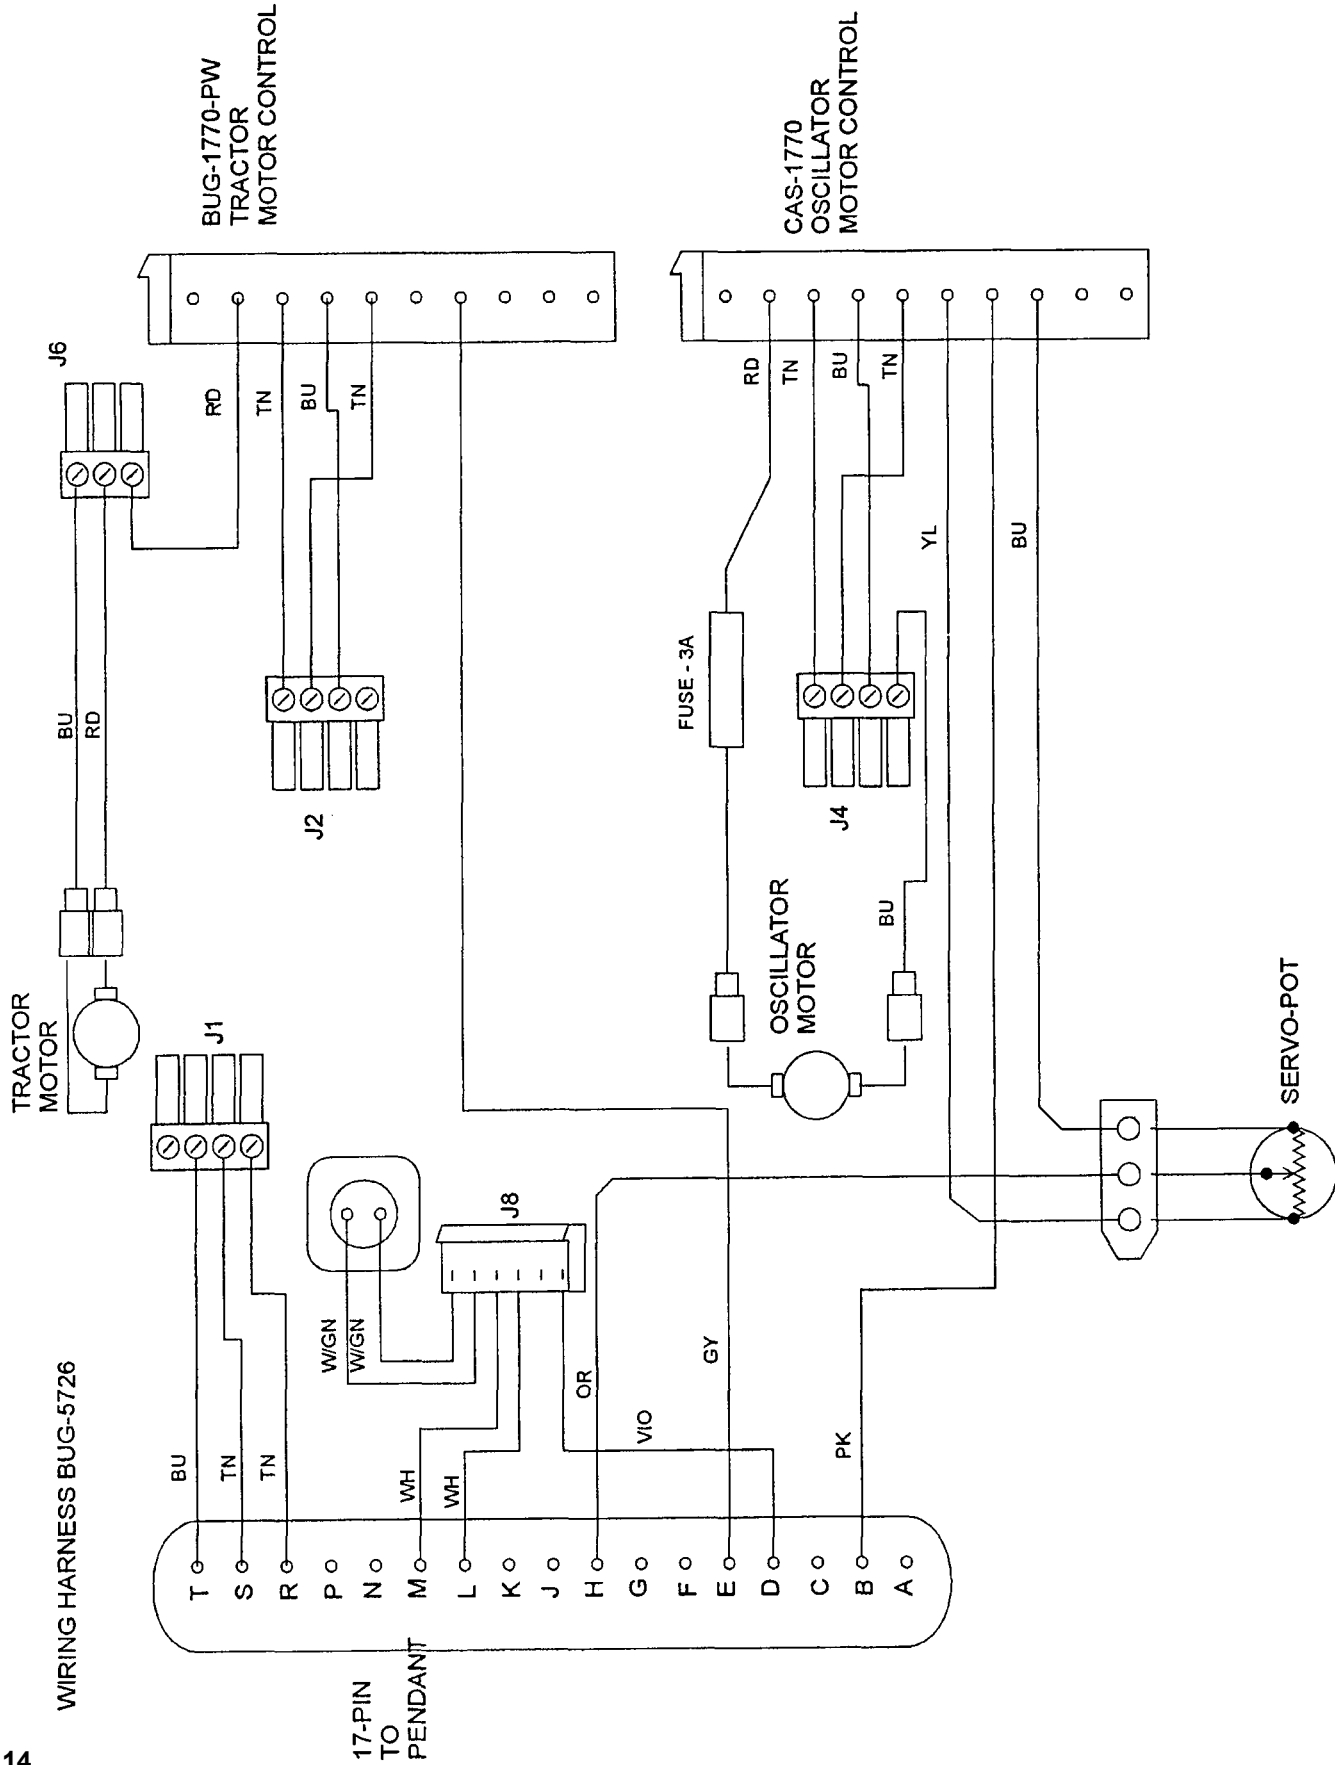 14
WIRING HARNESS BUG-5726
17-PIN
TO
PENDANT
T
S
R
P
N
M
L
K
J
H
G
F
E
D
C
B
A
BU
TN
TN
WH
WH
OR
VIO
GY
PK
W/GN
W/GN
J8
J1
TRACTOR
MOTOR
BU
RD
J6
J2
RD
TN
BU
TN
BUG-1770-PW
TRACTOR
MOTOR CONTROL
OSCILLATOR
MOTOR
BU
FUSE - 3A
J4
RD
TN
BU
TN
YL
BU
CAS-1770
OSCILLATOR
MOTOR CONTROL
SERVO-POT